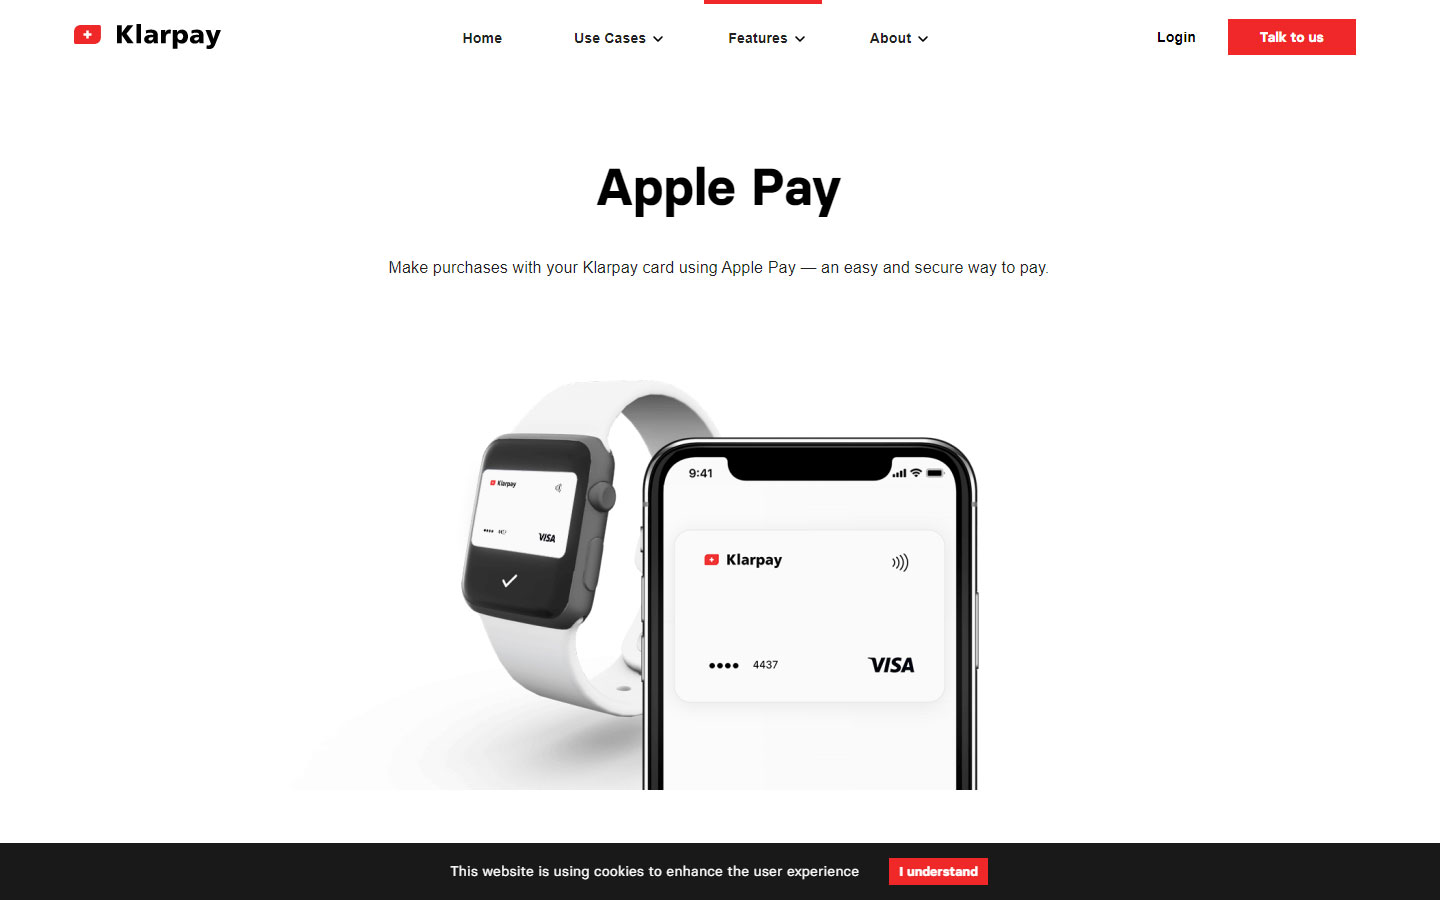 Klarpay
Home
Use Cases
Features
About
Login
Talk to us
Apple Pay
Make purchases with your Klarpay card using Apple Pay — an easy and secure way to pay.
Klarpay
VISA
9:41
Klarpay
4437
VISA
This website is using cookies to enhance the user experience
I understand